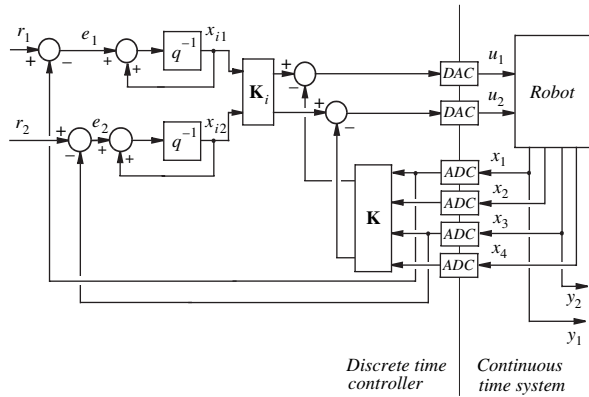 r1 + − e1 + + q⁻¹ xi1
r2 + − e2 + + q⁻¹ xi2
Ki
+ −
+ −
K
DAC u1
DAC u2
Robot
ADC x1
ADC x2
ADC x3
ADC x4
y2
y1
Discrete time
controller
Continuous
time system